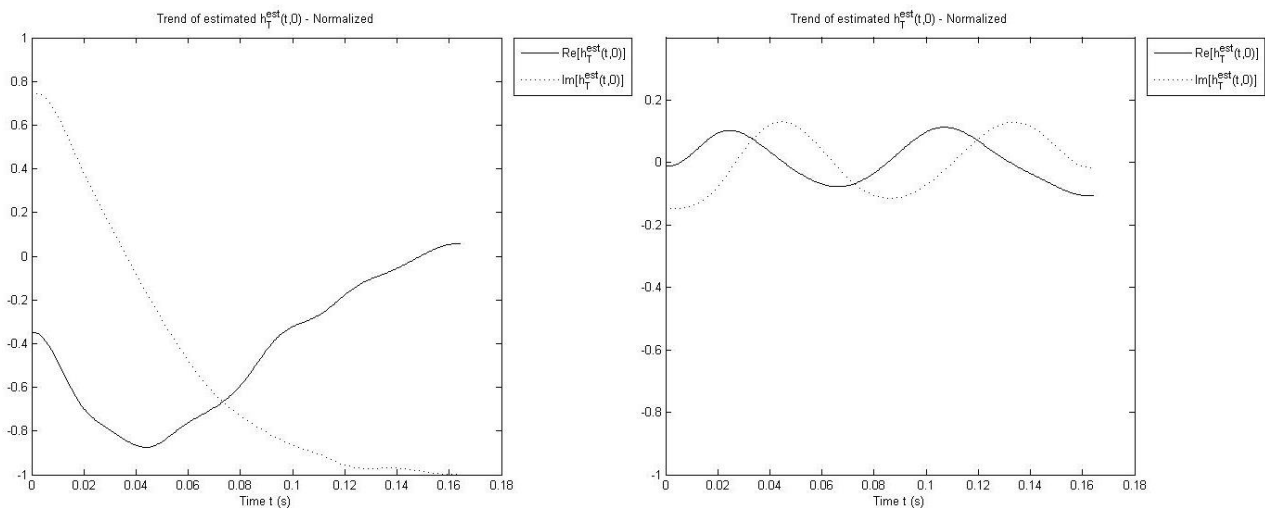 Trend of estimated h_T^est(t,0) - Normalized
1
0.8
0.6
0.4
0.2
0
-0.2
-0.4
-0.6
-0.8
-1
0 0.02 0.04 0.06 0.08 0.1 0.12 0.14 0.16 0.18
Time t (s)
Re[h_T^est(t,0)]
Im[h_T^est(t,0)]
Trend of estimated h_T^est(t,0) - Normalized
0.2
0
-0.2
-0.4
-0.6
-0.8
-1
0 0.02 0.04 0.06 0.08 0.1 0.12 0.14 0.16 0.18
Time t (s)
Re[h_T^est(t,0)]
Im[h_T^est(t,0)]